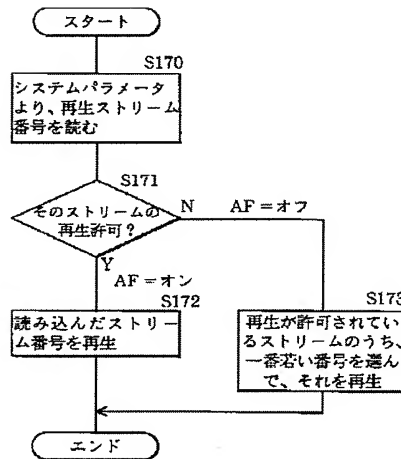 スタート
S170
システムパラメータ
より、再生ストリーム
番号を読む
S171
そのストリームの
再生許可?
N
AF=オフ
Y
AF=オン
S172
読み込んだストリー
ム番号を再生
S173
再生が許可されてい
るストリームのうち、
一番若い番号を選ん
で、それを再生
エンド